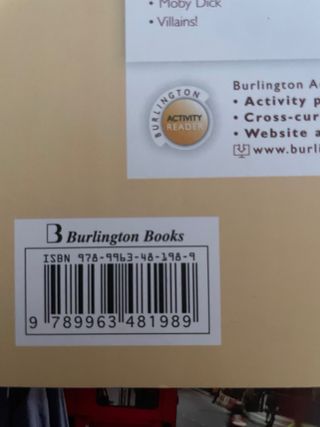 • Moby Dick
• Villains!
BURLINGTON
ACTIVITY
READER
Burlington A
• Activity p
• Cross-cur
• Website a
www.burli
B Burlington Books
ISBN 978-9963-48-198-9
9 789963 481989